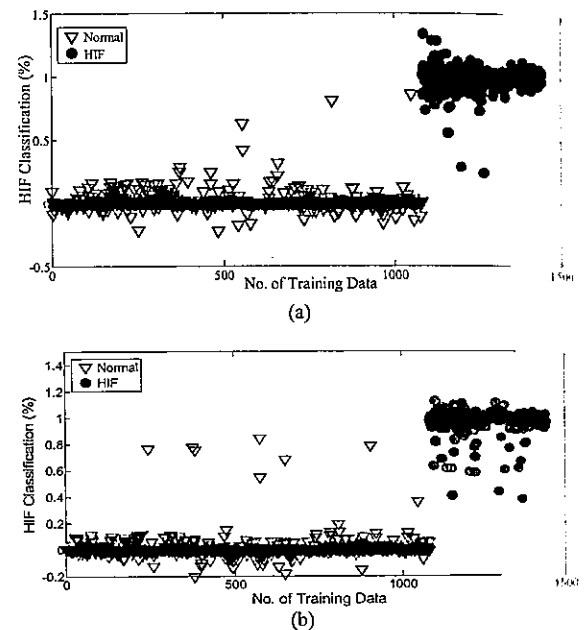 1.5
Normal
HIF
HIF Classification (%)
1
0.5
0
-0.5
0
500
1000
1500
No. of Training Data
(a)
1.4
Normal
HIF
1.2
HIF Classification (%)
1
0.8
0.6
0.4
0.2
0
-0.2
0
500
1000
1500
No. of Training Data
(b)